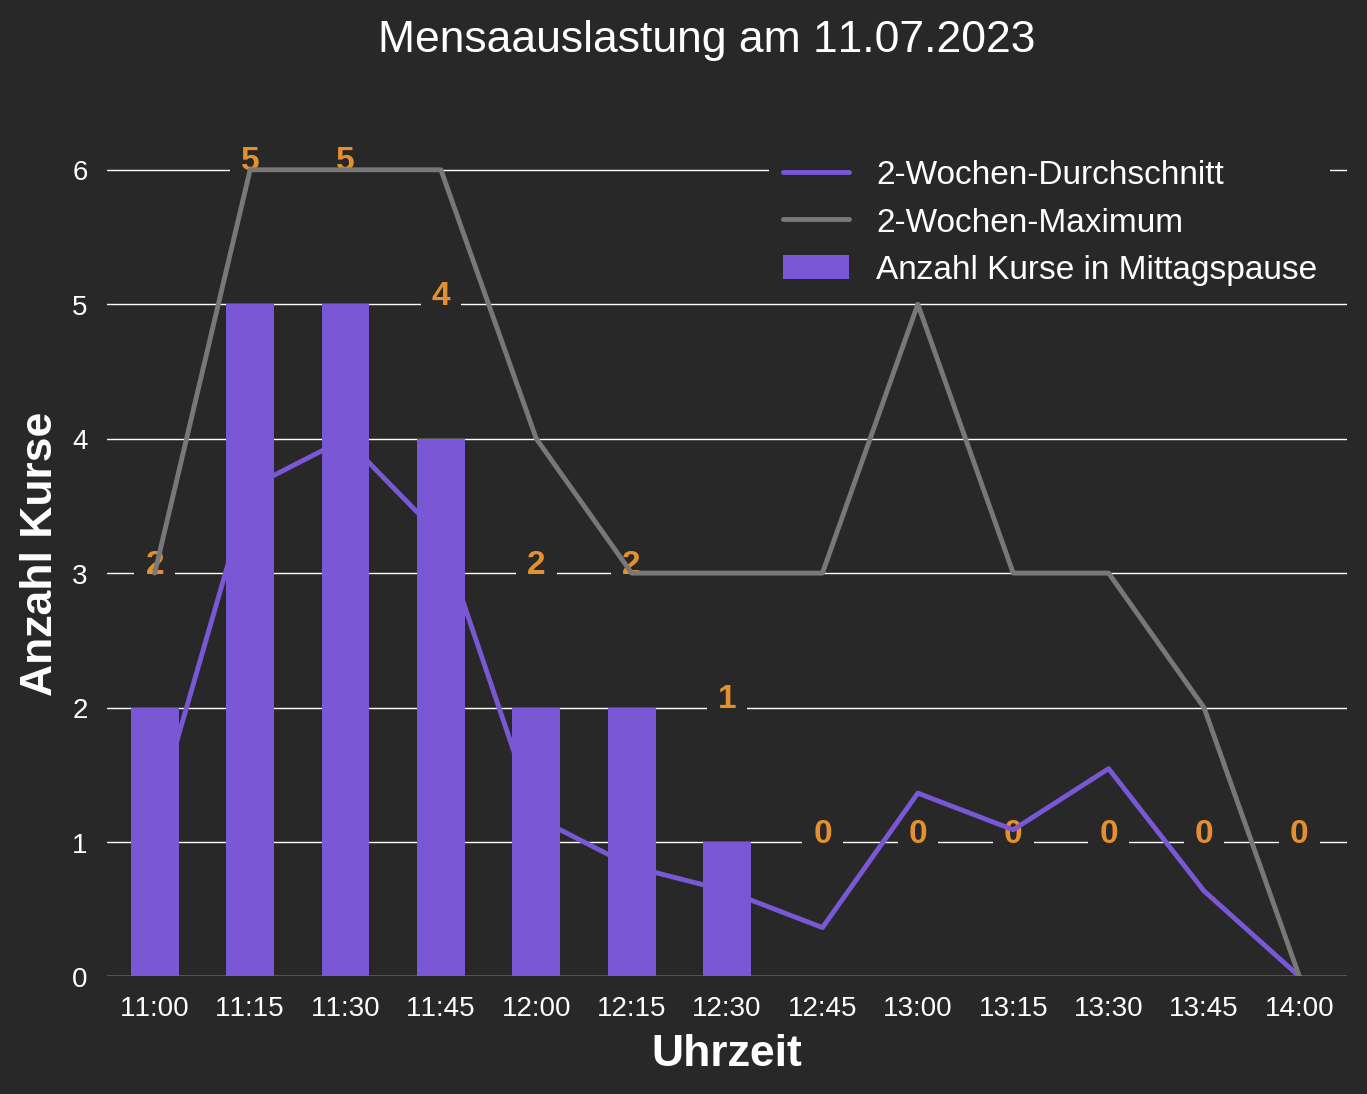 Mensaauslastung am 11.07.2023
2-Wochen-Durchschnitt
2-Wochen-Maximum
Anzahl Kurse in Mittagspause
Anzahl Kurse
6
5
4
3
2
1
0
5 5
4
2 2 2
1
0 0 0 0 0 0
11:00 11:15 11:30 11:45 12:00 12:15 12:30 12:45 13:00 13:15 13:30 13:45 14:00
Uhrzeit